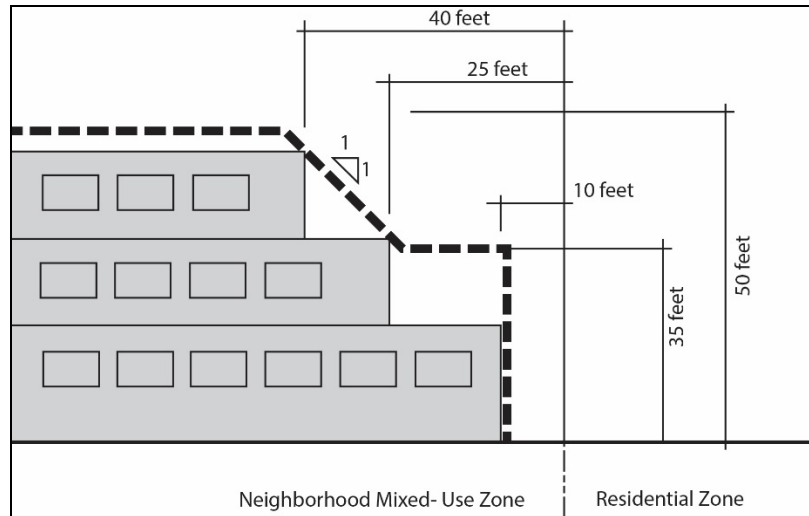 40 feet
25 feet
1
1
10 feet
50 feet
35 feet
Neighborhood Mixed- Use Zone
Residential Zone